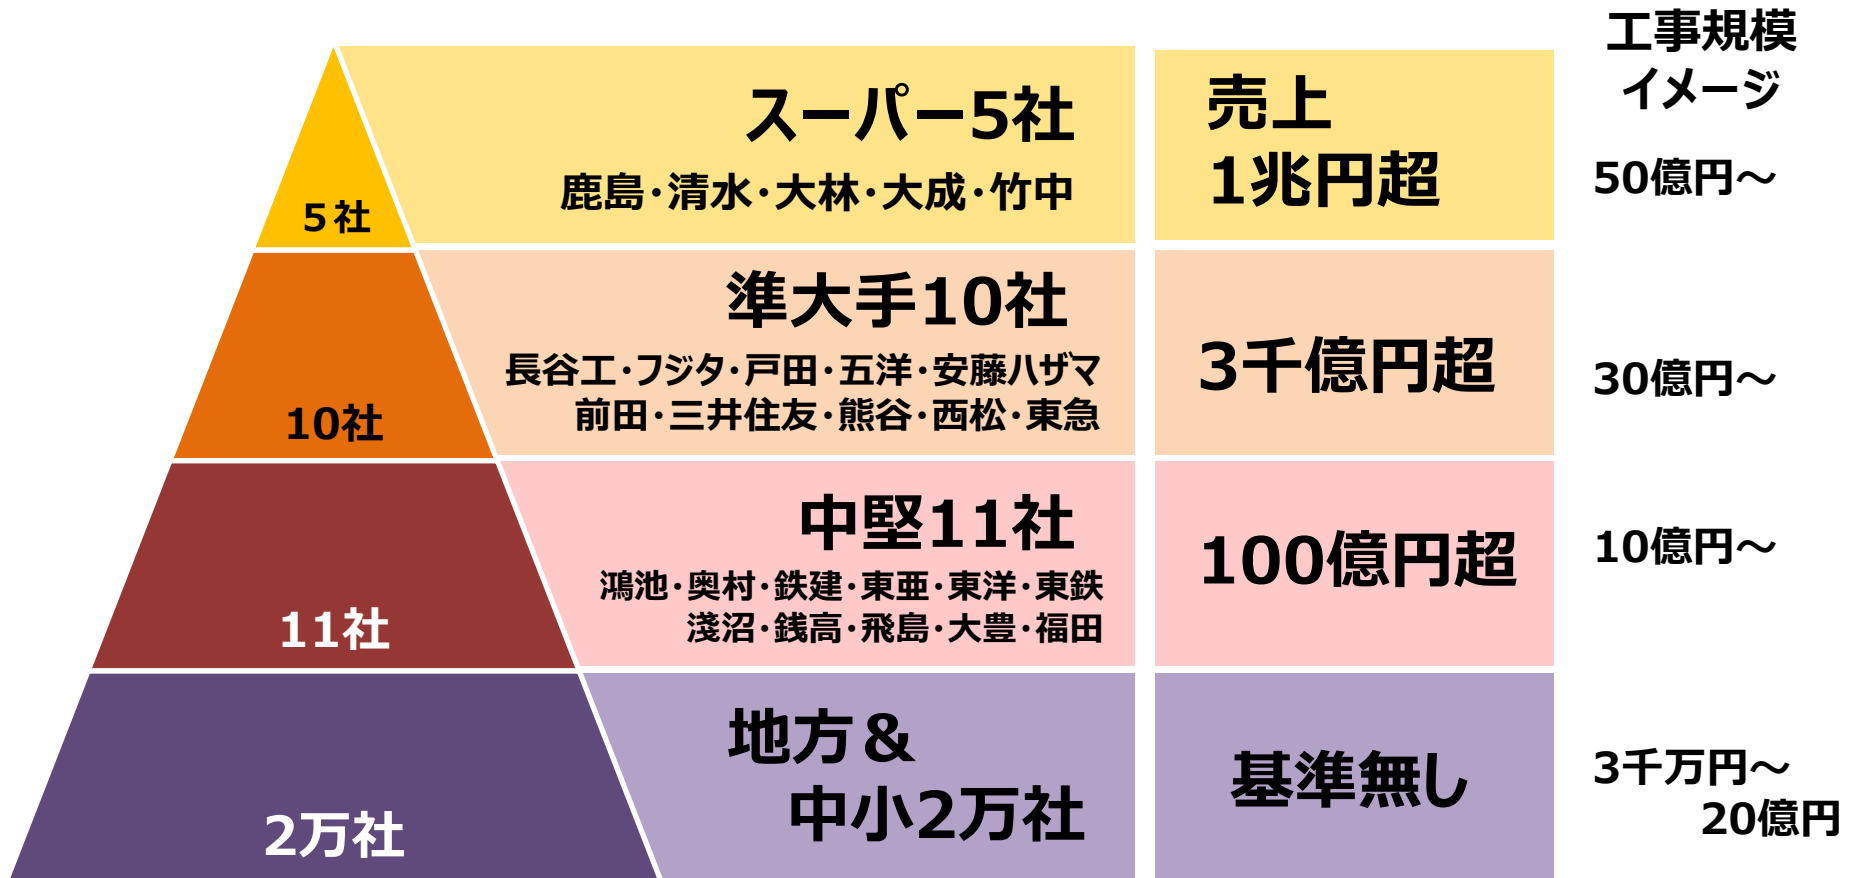 工事規模
イメージ
スーパー5社
売上
1兆円超
鹿島･清水･大林･大成･竹中
50億円～
５社
準大手10社
3千億円超
長谷工･フジタ･戸田･五洋･安藤ハザマ
前田･三井住友･熊谷･西松･東急
30億円～
10社
中堅11社
100億円超
鴻池･奥村･鉄建･東亜･東洋･東鉄
淺沼･銭高･飛島･大豊･福田
10億円～
11社
地方＆
中小2万社
基準無し
3千万円～
20億円
2万社